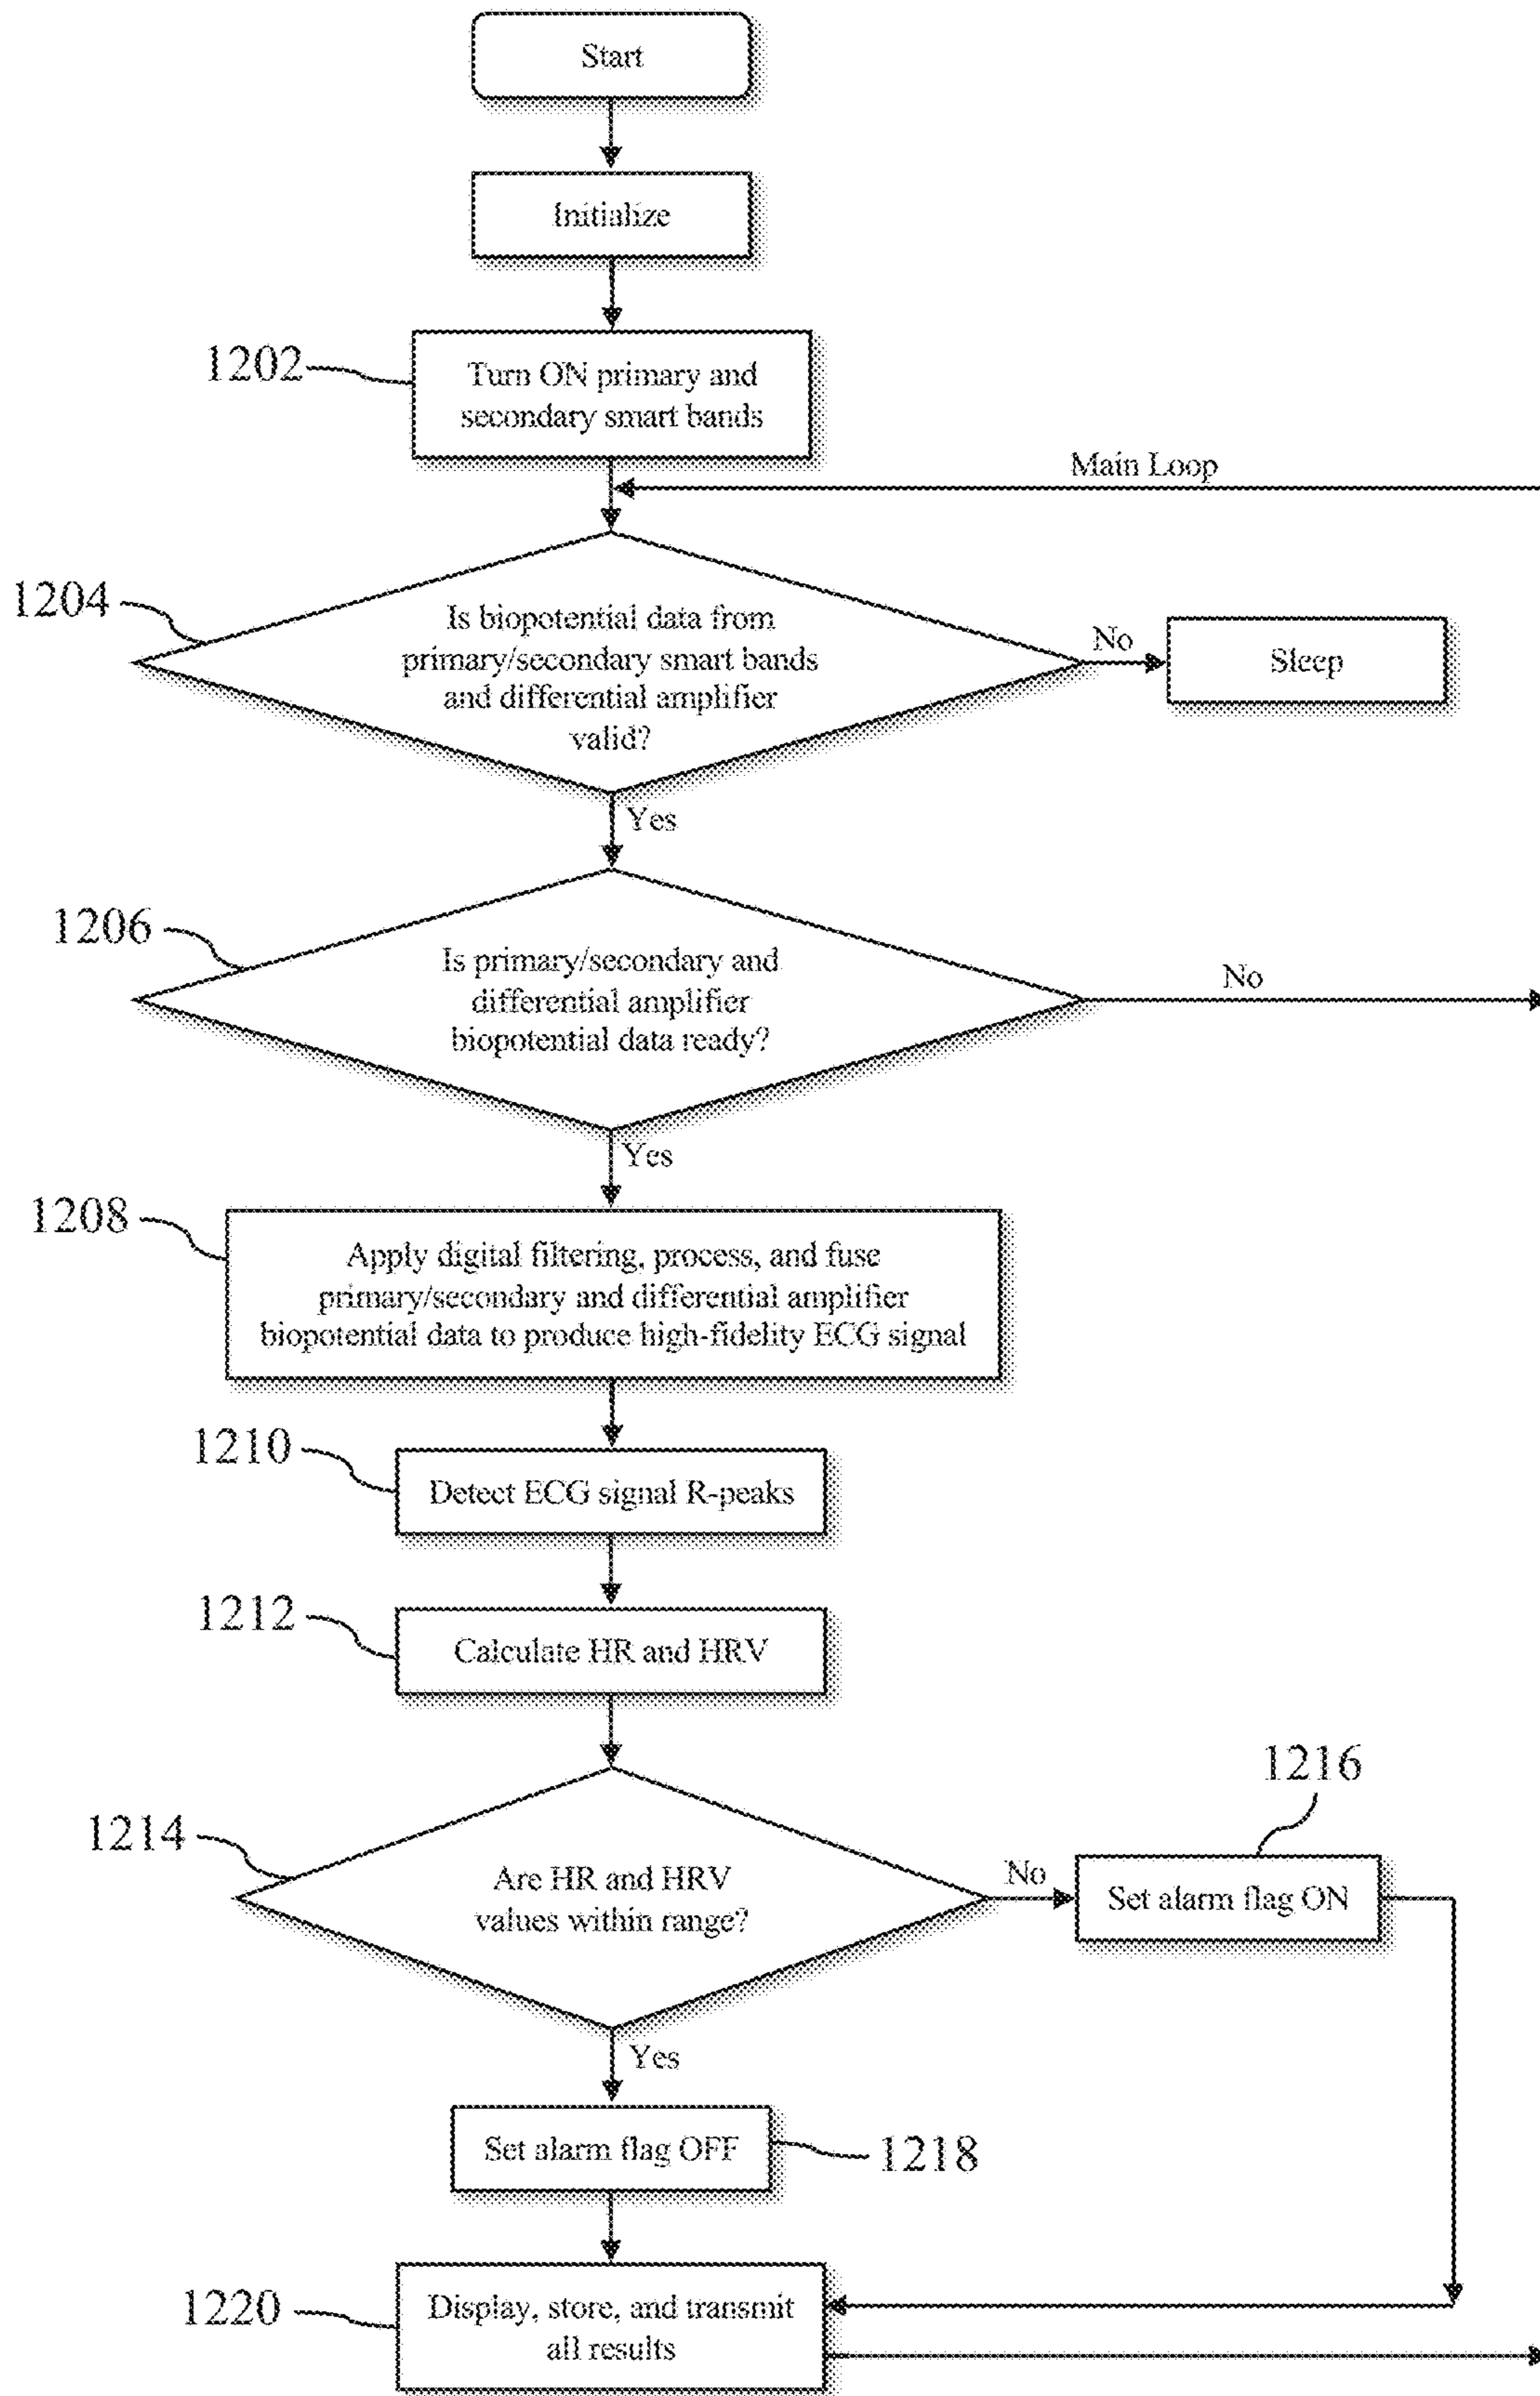 Start
Initialize
1202
Turn ON primary and
secondary smart bands
Main Loop
1204
Is biopotential data from
primary/secondary smart bands
and differential amplifier
valid?
No
Sleep
Yes
1206
Is primary/secondary and
differential amplifier
biopotential data ready?
No
Yes
1208
Apply digital filtering, process, and fuse
primary/secondary and differential amplifier
biopotential data to produce high-fidelity ECG signal
1210
Detect ECG signal R-peaks
1212
Calculate HR and HRV
1214
Are HR and HRV
values within range?
No
1216
Set alarm flag ON
Yes
Set alarm flag OFF
1218
1220
Display, store, and transmit
all results